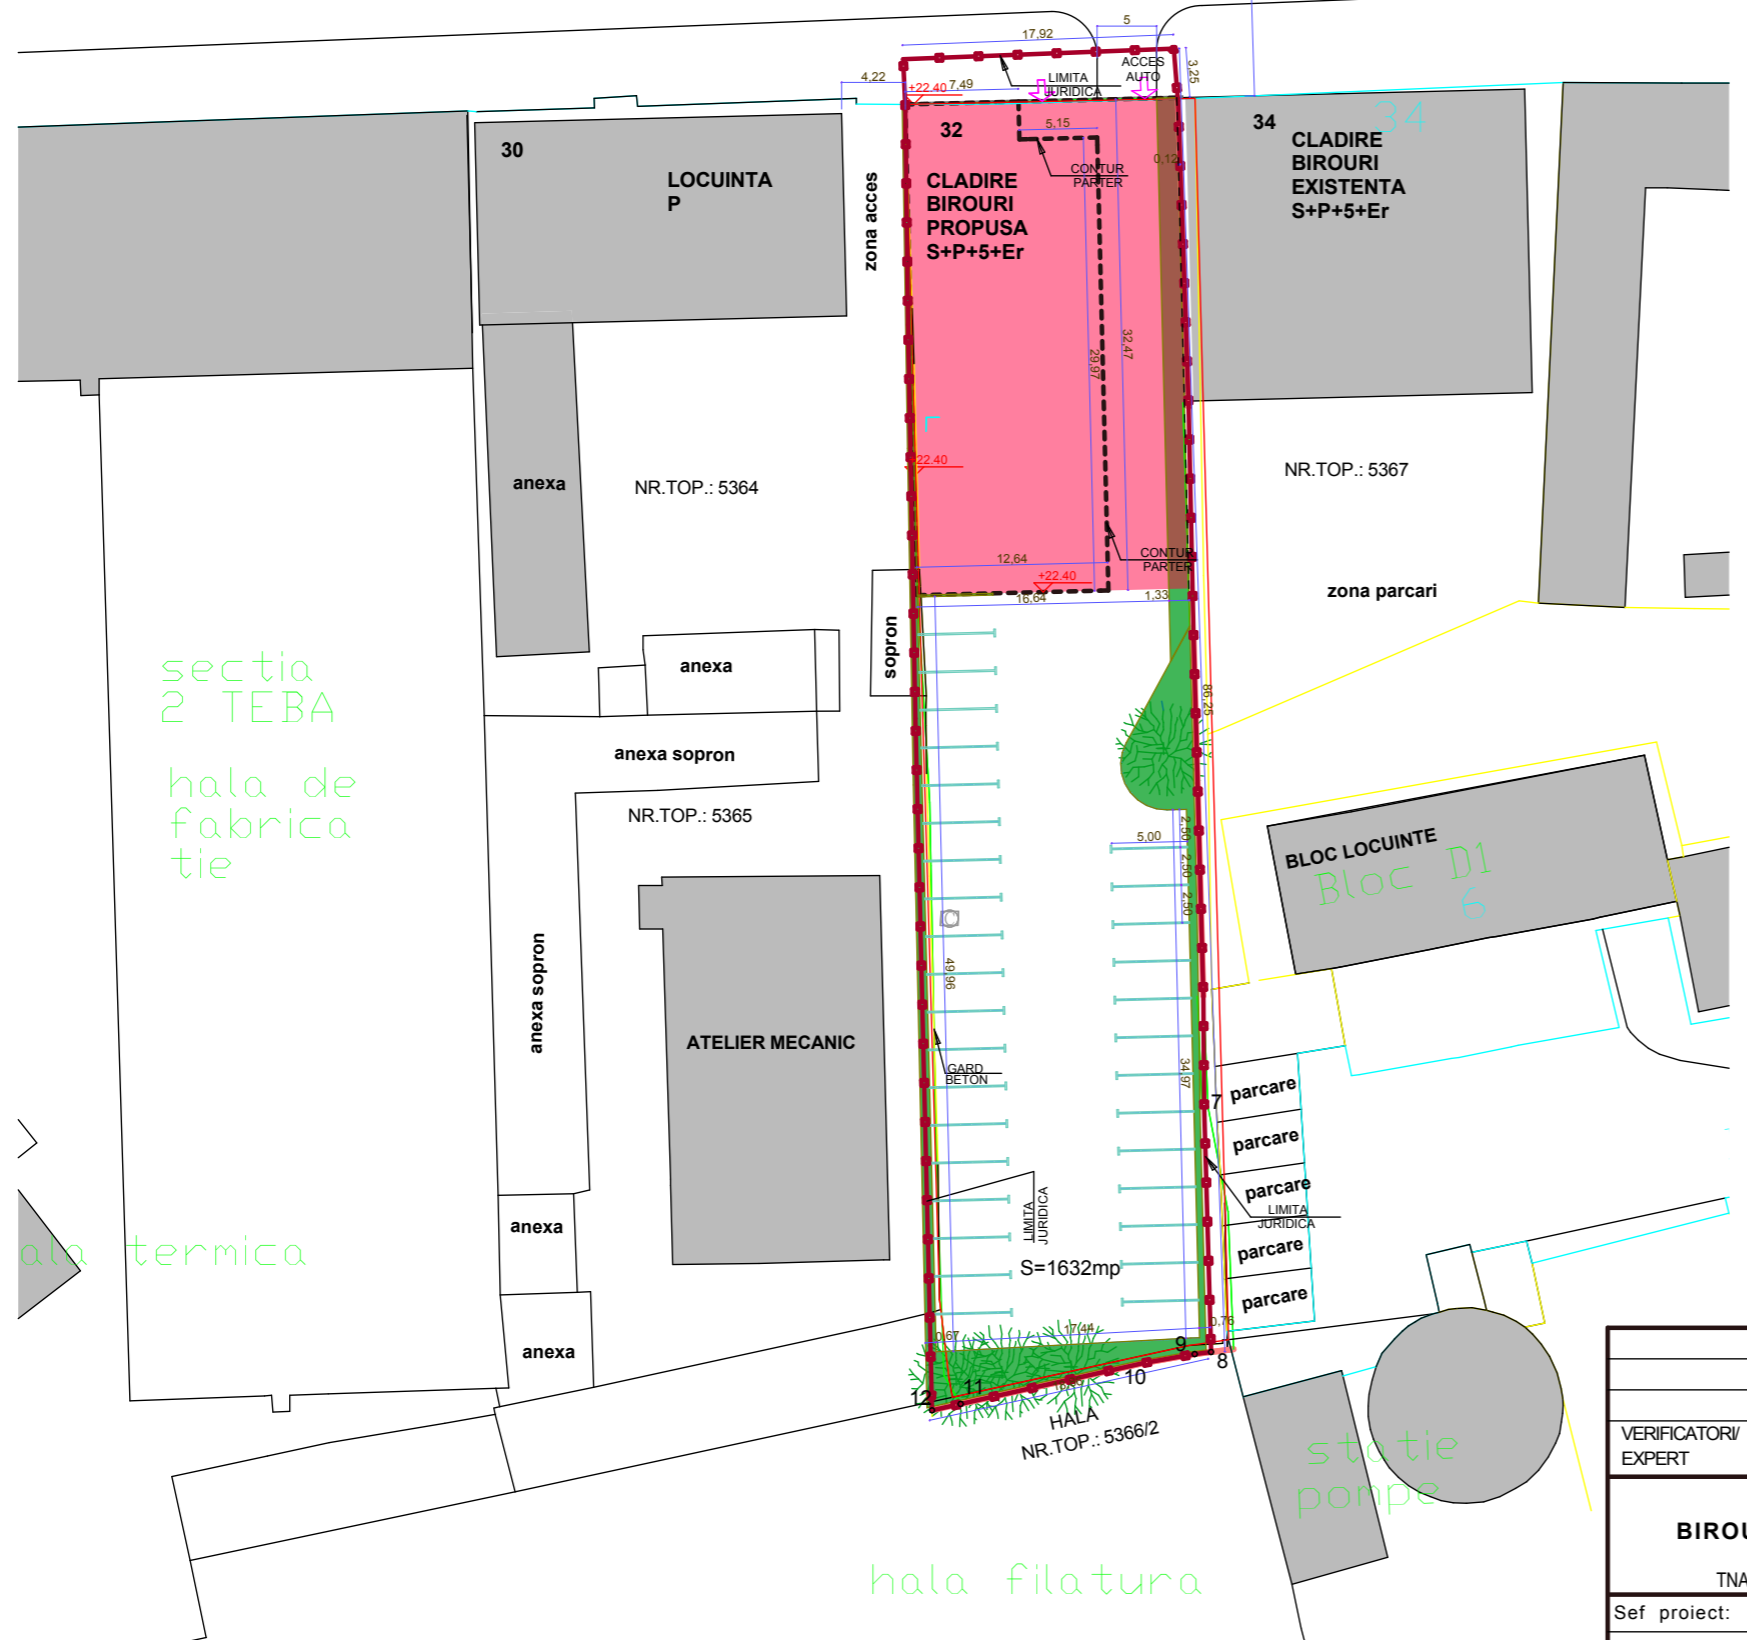 17,92
5
4,22
+22.40
7,49
LIMITA
JURIDICA
ACCES
AUTO
3,25
30
LOCUINTA
P
zona acces
32
5,15
CONTUR
PARTER
0,12
CLADIRE
BIROURI
PROPUSA
S+P+5+Er
34
34
CLADIRE
BIROURI
EXISTENTA
S+P+5+Er
29,97
32,47
+22.40
anexa
NR.TOP.: 5364
NR.TOP.: 5367
CONTUR
PARTER
12,64
+22.40
16,64
1,33
zona parcari
sopron
sectia
2 TEBA
anexa
86,25
anexa sopron
hala de
fabrica
tie
NR.TOP.: 5365
5,00
2,50
2,50
2,50
BLOC LOCUINTE
Bloc D1
6
anexa sopron
49,96
ATELIER MECANIC
GARD
BETON
34,97
7
parcare
parcare
parcare
parcare
parcare
LIMITA
JURIDICA
LIMITA
JURIDICA
anexa
ala termica
S=1632mp
anexa
0,67
17,44
0,76
9
8
10
11
12
HALA
NR.TOP.: 5366/2
statie
pompe
hala filatura
VERIFICATORI/
EXPERT
BIROU
TNA
Sef proiect: